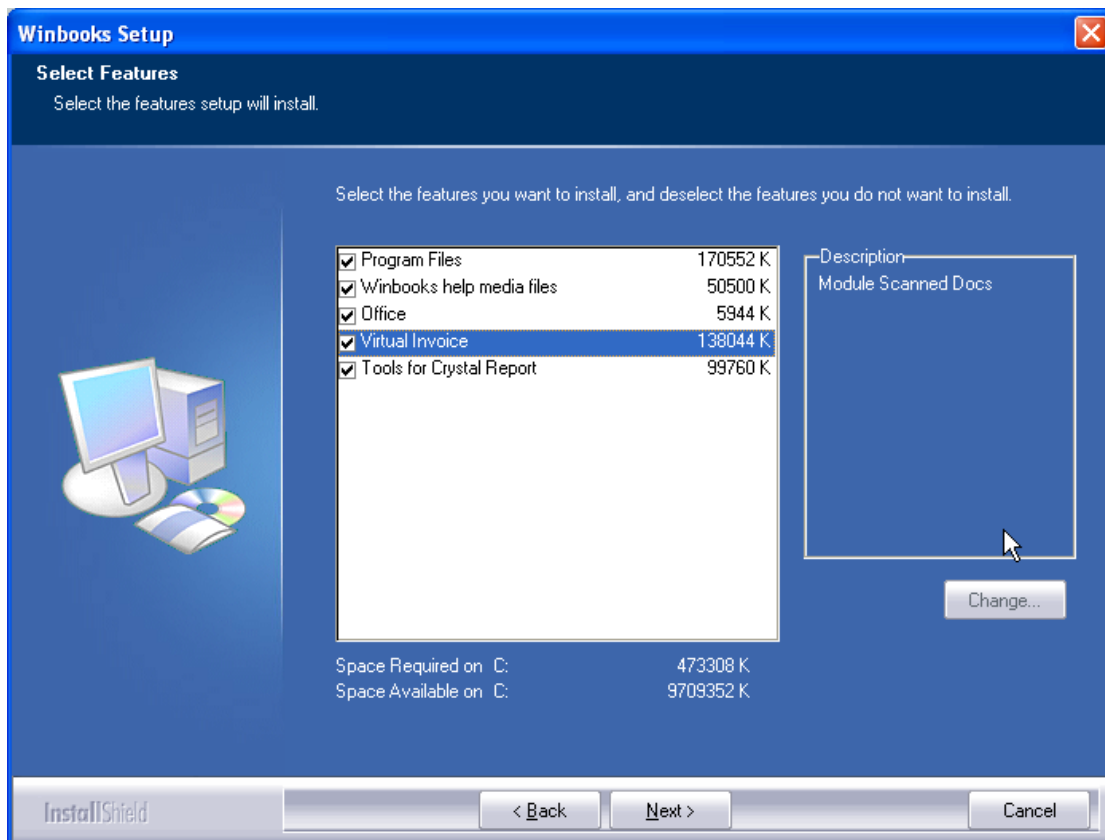 Winbooks Setup
Select Features
Select the features setup will install.
Select the features you want to install, and deselect the features you do not want to install.
Program Files 170552 K
Winbooks help media files 50500 K
Office 5944 K
Virtual Invoice 138044 K
Tools for Crystal Report 99760 K
Description
Module Scanned Docs
Change...
Space Required on C: 473308 K
Space Available on C: 9709352 K
InstallShield
< Back
Next >
Cancel